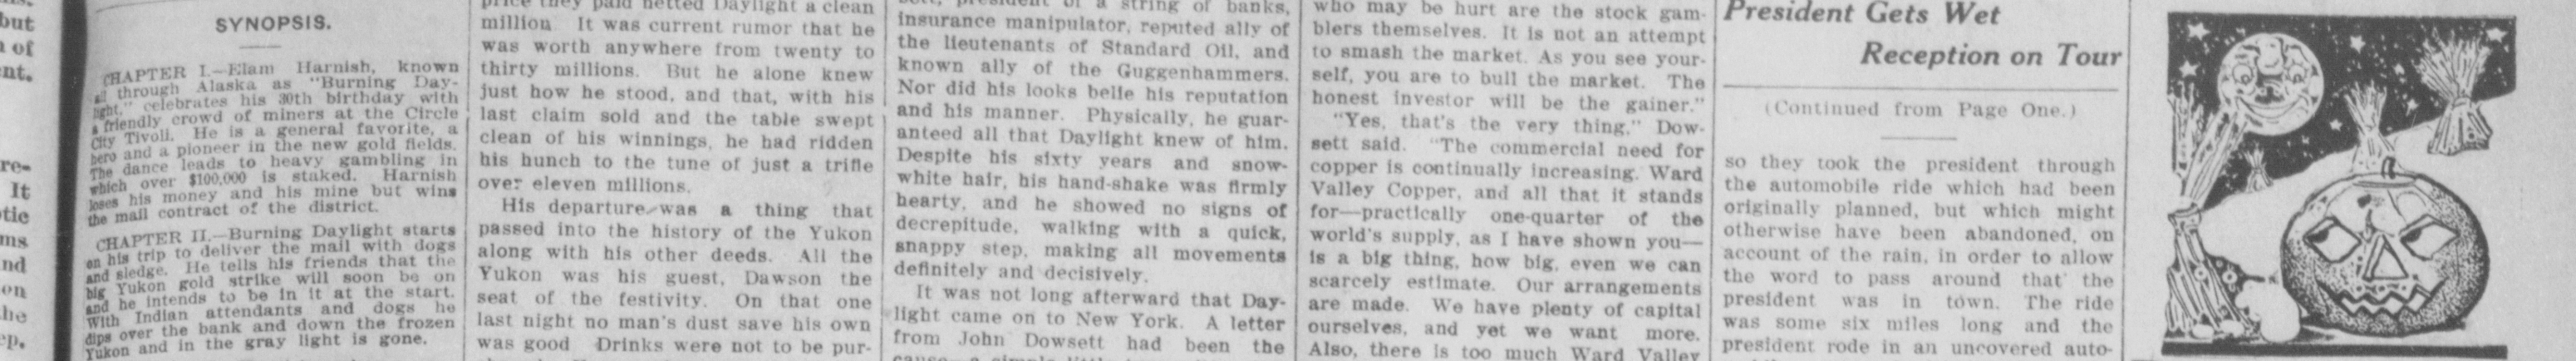 but
of
nt.
re-
It
tic
ms
nd
on
he
ep.
SYNOPSIS.
CHAPTER I.—Elam Harnish, known
all through Alaska as "Burning Day-
light," celebrates his 30th birthday with
a friendly crowd of miners at the Circle
City Tivoli. He is a general favorite, a
hero and a pioneer in the new gold fields.
The dance leads to heavy gambling in
which over $100,000 is staked. Harnish
loses his money and his mine but wins
the mail contract of the district.
CHAPTER II.—Burning Daylight starts
on his trip to deliver the mail with dogs
and sledge. He tells his friends that the
big Yukon gold strike will soon be on
and he intends to be in it at the start.
With Indian attendants and dogs he
dips over the bank and down the frozen
Yukon and in the gray light is gone.
price they paid netted Daylight a clean
million It was current rumor that he
was worth anywhere from twenty to
thirty millions. But he alone knew
just how he stood, and that, with his
last claim sold and the table swept
clean of his winnings, he had ridden
his hunch to the tune of just a trifle
over eleven millions.
His departure was a thing that
passed into the history of the Yukon
along with his other deeds. All the
Yukon was his guest, Dawson the
seat of the festivity. On that one
last night no man's dust save his own
was good Drinks were not to be pur-
president of a string of banks,
insurance manipulator, reputed ally of
the lieutenants of Standard Oil, and
known ally of the Guggenhammers.
Nor did his looks belie his reputation
and his manner. Physically, he guar-
anteed all that Daylight knew of him.
Despite his sixty years and snow-
white hair, his hand-shake was firmly
hearty, and he showed no signs of
decrepitude, walking with a quick,
snappy step, making all movements
definitely and decisively.
It was not long afterward that Day-
light came on to New York. A letter
from John Dowsett had been the
who may be hurt are the stock gam-
blers themselves. It is not an attempt
to smash the market. As you see your-
self, you are to bull the market. The
honest investor will be the gainer."
"Yes, that's the very thing," Dow-
sett said. "The commercial need for
copper is continually increasing. Ward
Valley Copper, and all that it stands
for—practically one-quarter of the
world's supply, as I have shown you—
is a big thing, how big, even we can
scarcely estimate. Our arrangements
are made. We have plenty of capital
ourselves, and yet we want more.
Also, there is too much Ward Valley
President Gets Wet
Reception on Tour
(Continued from Page One.)
so they took the president through
the automobile ride which had been
originally planned, but which might
otherwise have been abandoned, on
account of the rain, in order to allow
the word to pass around that the
president was in town. The ride
was some six miles long and the
president rode in an uncovered auto-